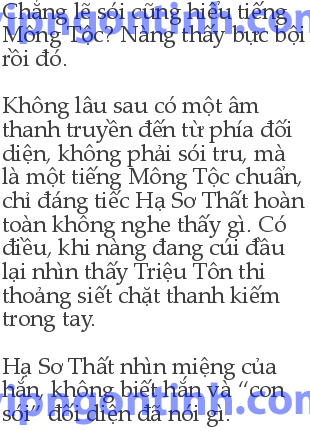 Chẳng lẽ sói cũng hiểu tiếng
Mông Tộc? Nàng thấy bực bội
rồi đó.
Không lâu sau có một âm
thanh truyền đến từ phía đối
diện, không phải sói tru, mà
là một tiếng Mông Tộc chuẩn,
chỉ đáng tiếc Hạ Sơ Thất hoàn
toàn không nghe thấy gì. Có
điều, khi nàng đang cúi đầu
lại nhìn thấy Triệu Tôn thi
thoảng siết chặt thanh kiếm
trong tay.
Hạ Sơ Thất nhìn miệng của
hắn, không biết hắn và “con
sói” đối diện đã nói gì.
vipngontinh.com
vipngontinh.com